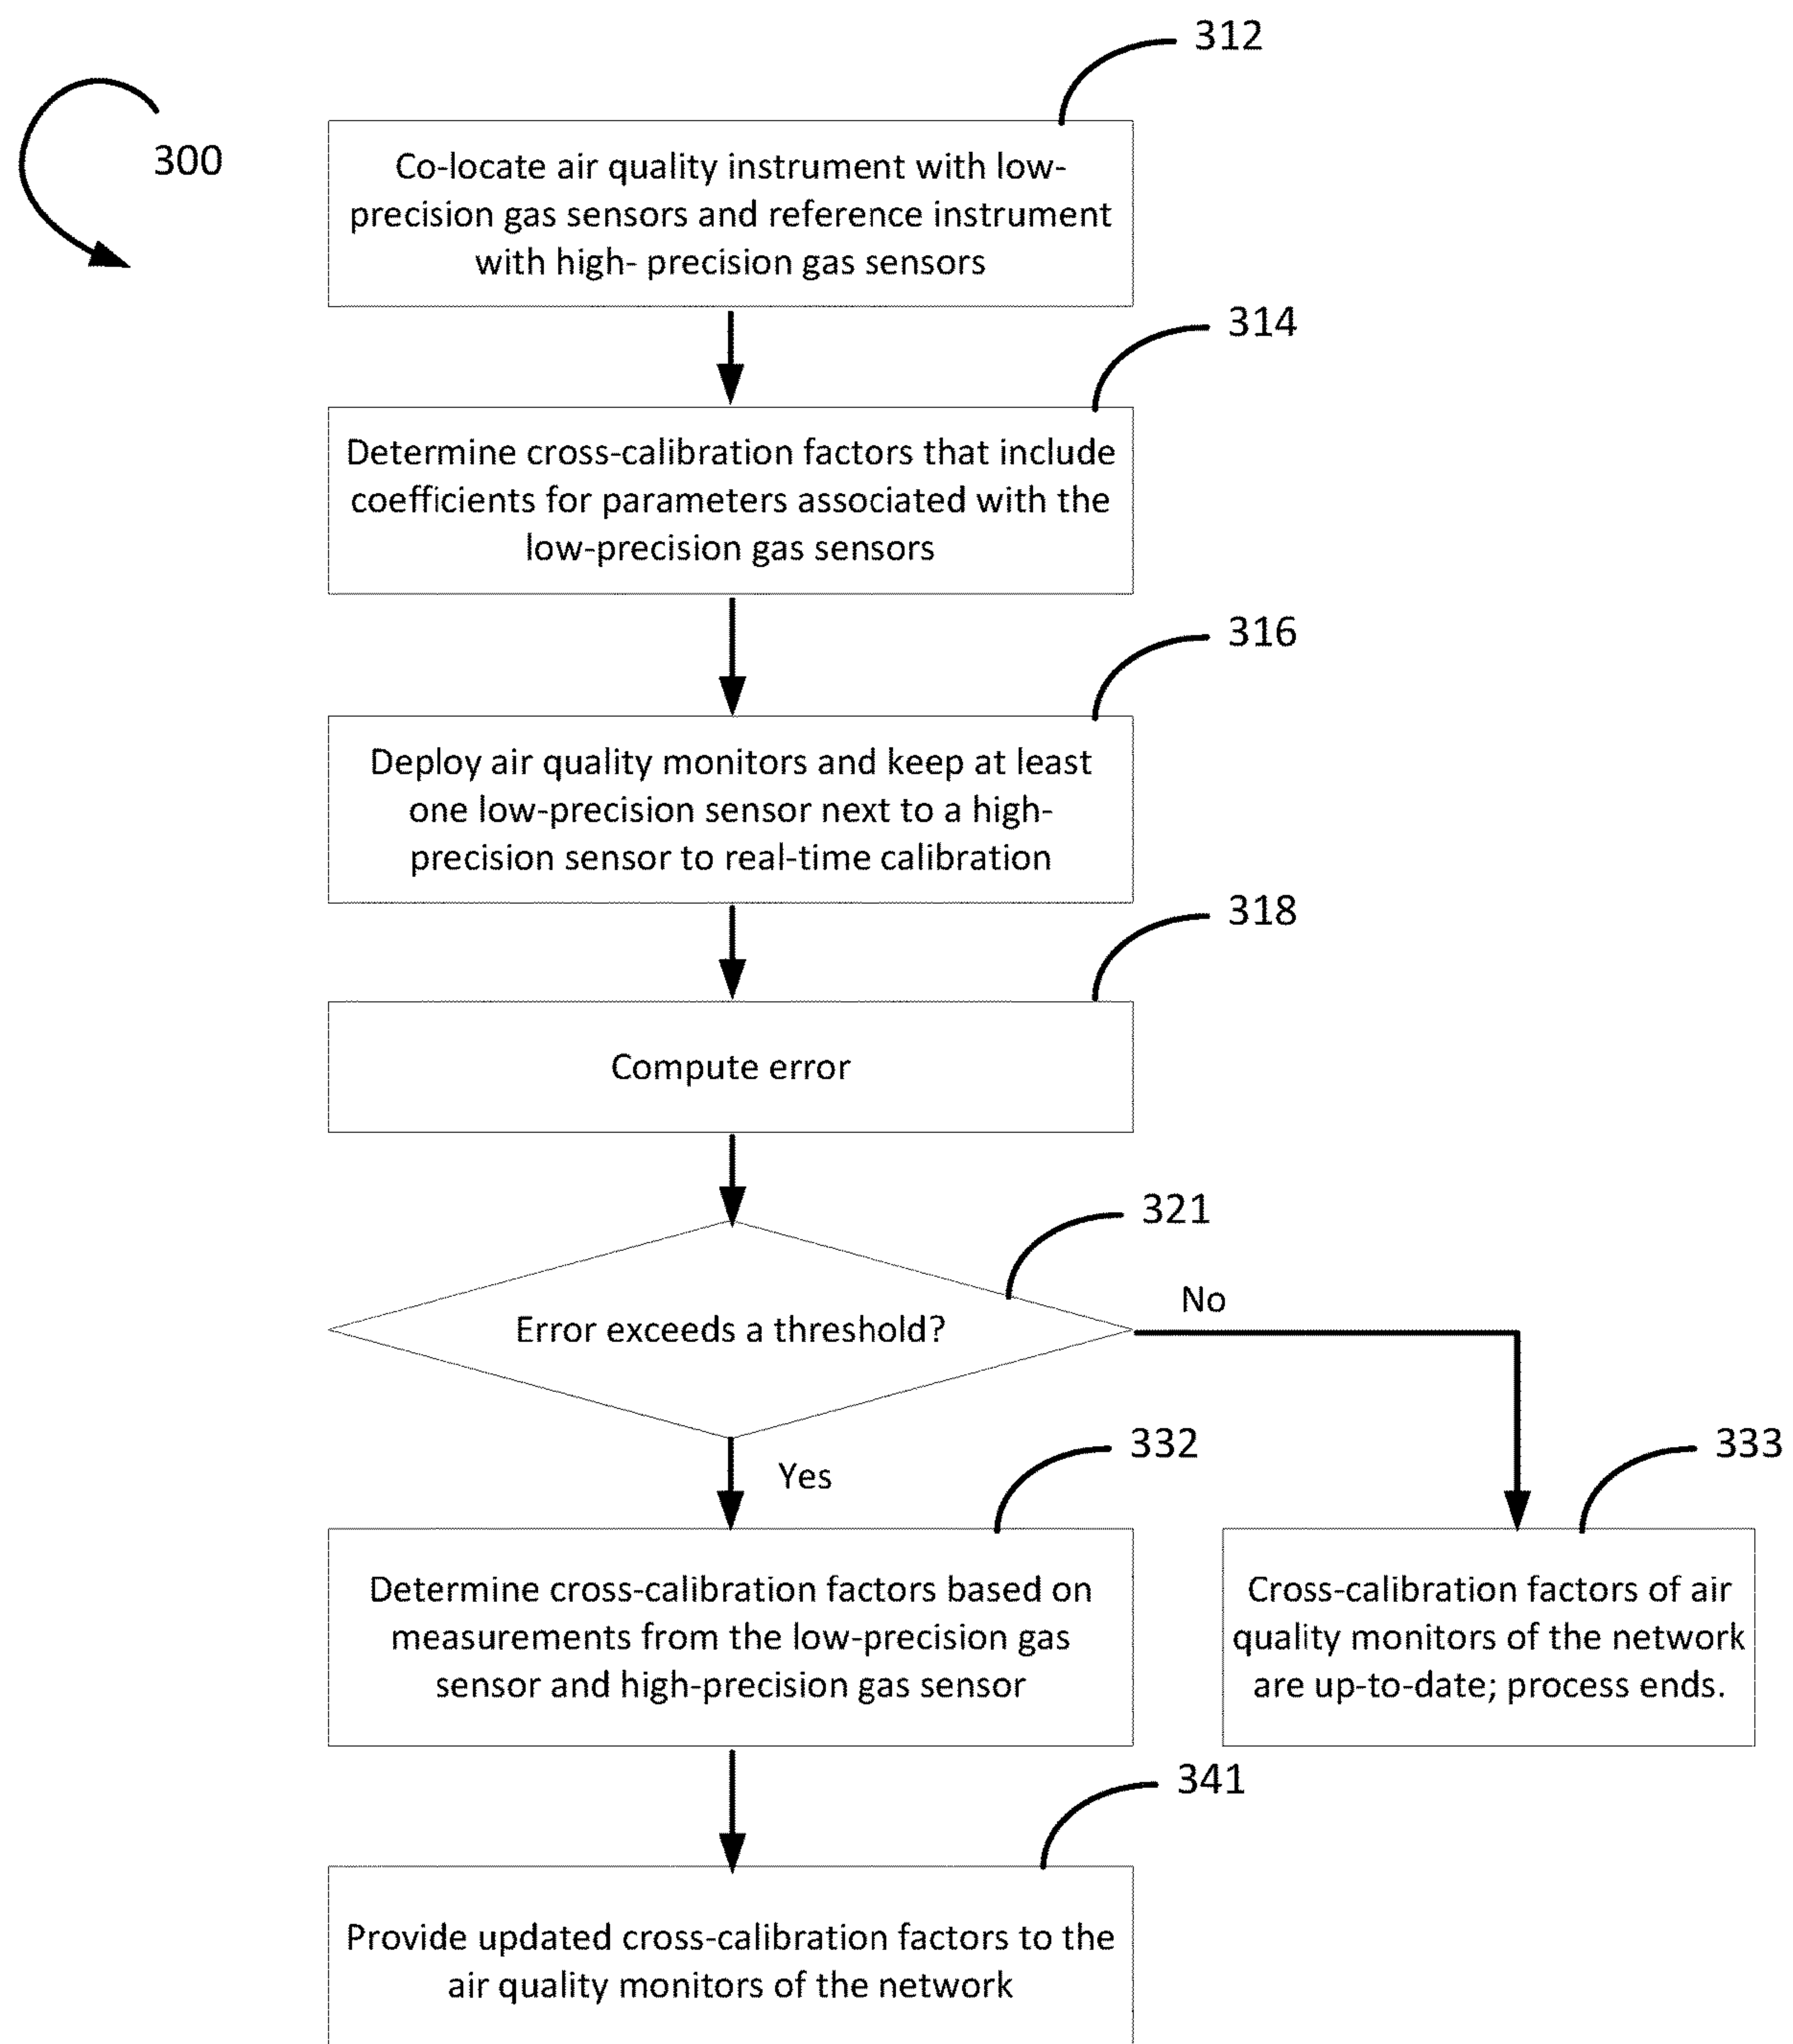 312
300
Co-locate air quality instrument with low-
precision gas sensors and reference instrument
with high- precision gas sensors
314
Determine cross-calibration factors that include
coefficients for parameters associated with the
low-precision gas sensors
316
Deploy air quality monitors and keep at least
one low-precision sensor next to a high-
precision sensor to real-time calibration
318
Compute error
321
Error exceeds a threshold?
No
Yes
332
333
Determine cross-calibration factors based on
measurements from the low-precision gas
sensor and high-precision gas sensor
Cross-calibration factors of air
quality monitors of the network
are up-to-date; process ends.
341
Provide updated cross-calibration factors to the
air quality monitors of the network